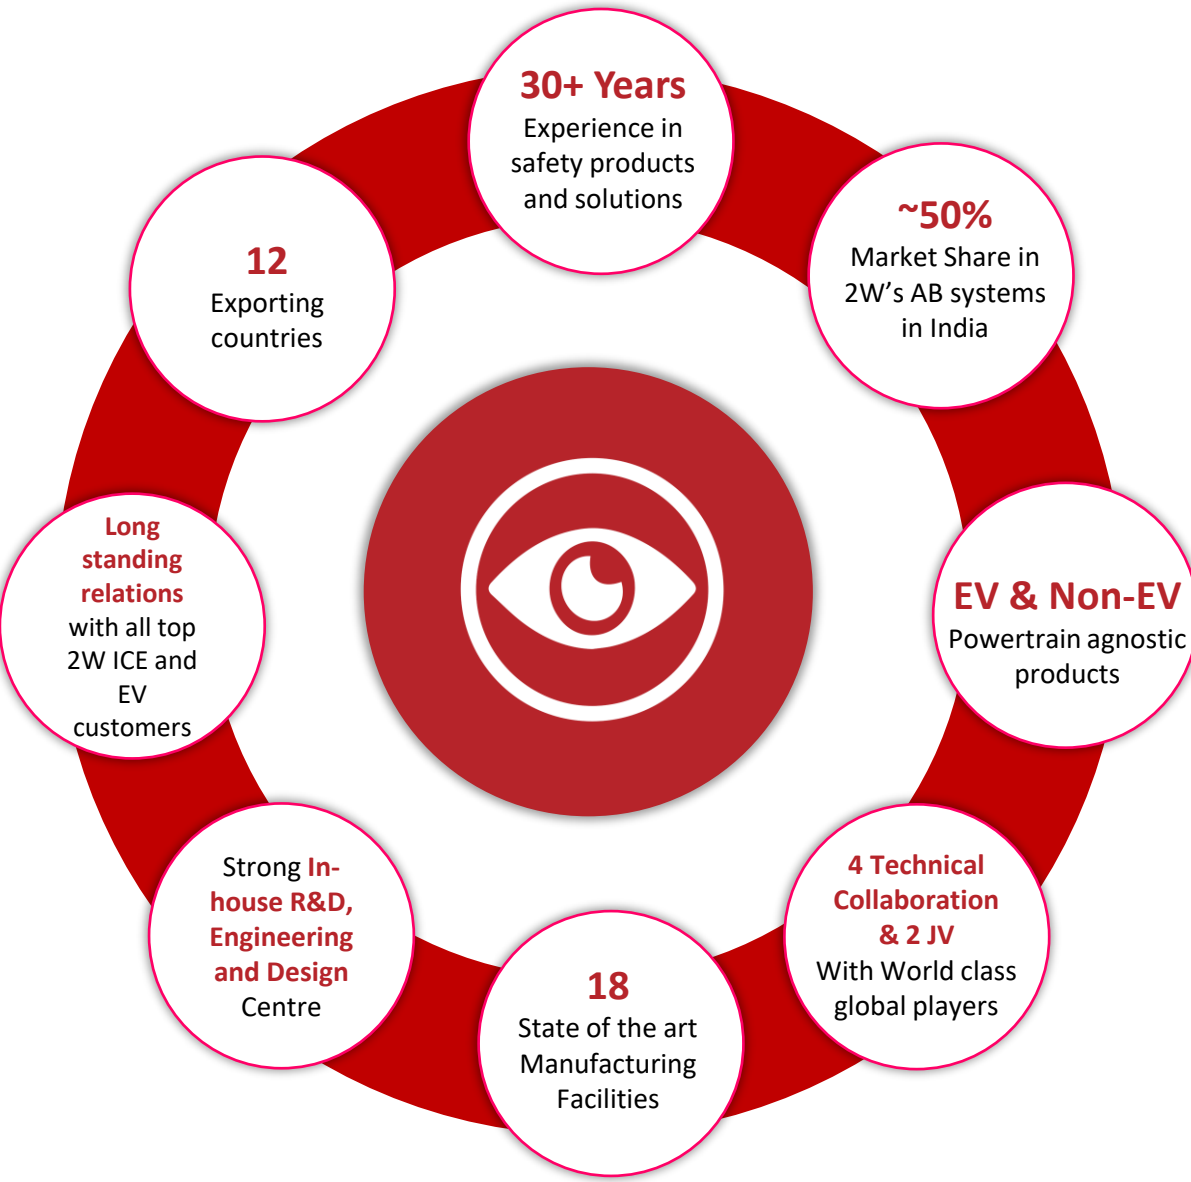 30+ Years
Experience in
safety products
and solutions
~50%
Market Share in
2W’s AB systems
in India
EV & Non-EV
Powertrain agnostic
products
4 Technical
Collaboration
& 2 JV
With World class
global players
18
State of the art
Manufacturing
Facilities
Strong In-
house R&D,
Engineering
and Design
Centre
Long
standing
relations
with all top
2W ICE and
EV
customers
12
Exporting
countries